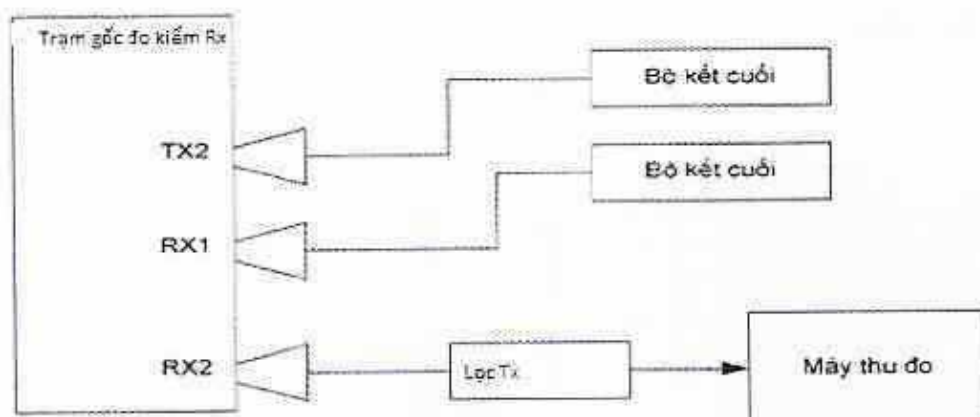 Trạm gốc đo kiểm Rx
Bộ kết cuối
TX2
Bộ kết cuối
RX1
RX2
Lọc Tx
Máy thu đo